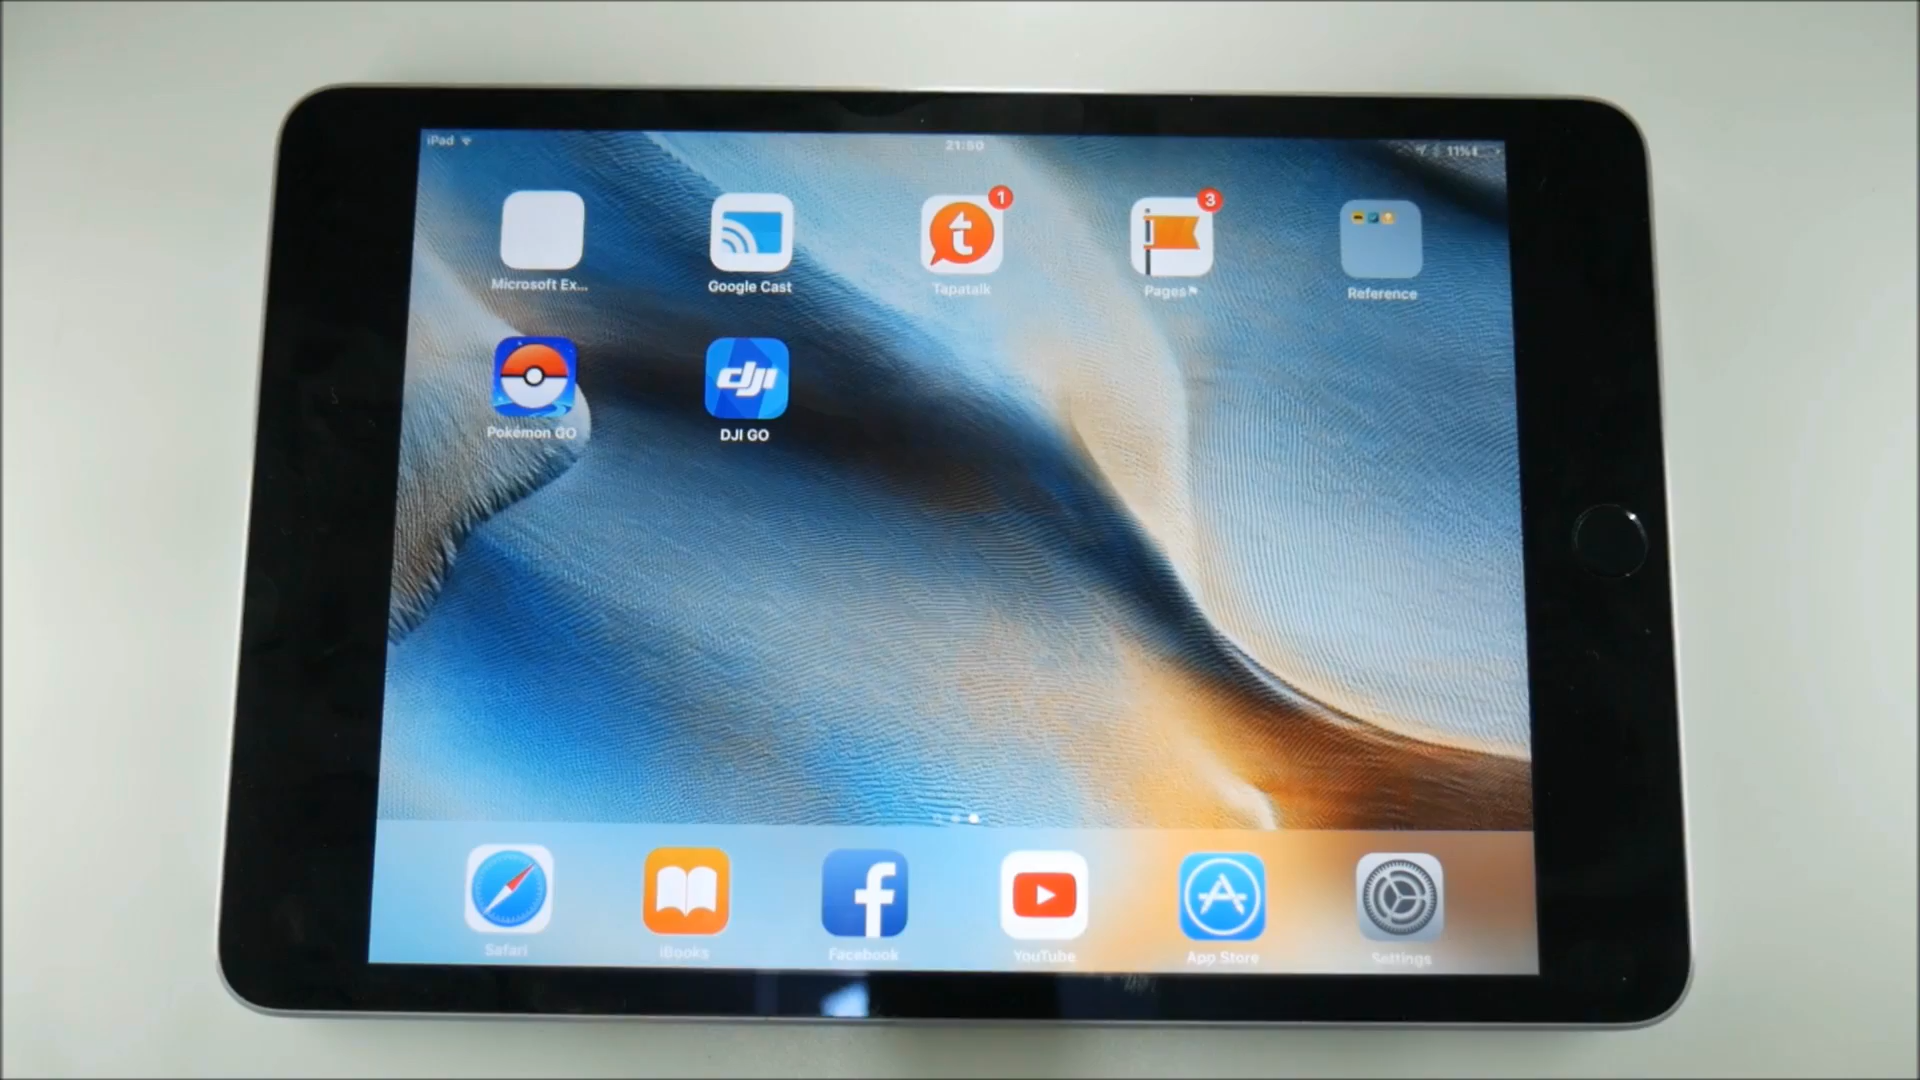 iPad
21:50
11%
1
3
Microsoft Ex...
Google Cast
Tapatalk
Pages
Reference
dji
Pokémon GO
DJI GO
Safari
iBooks
Facebook
YouTube
App Store
Settings